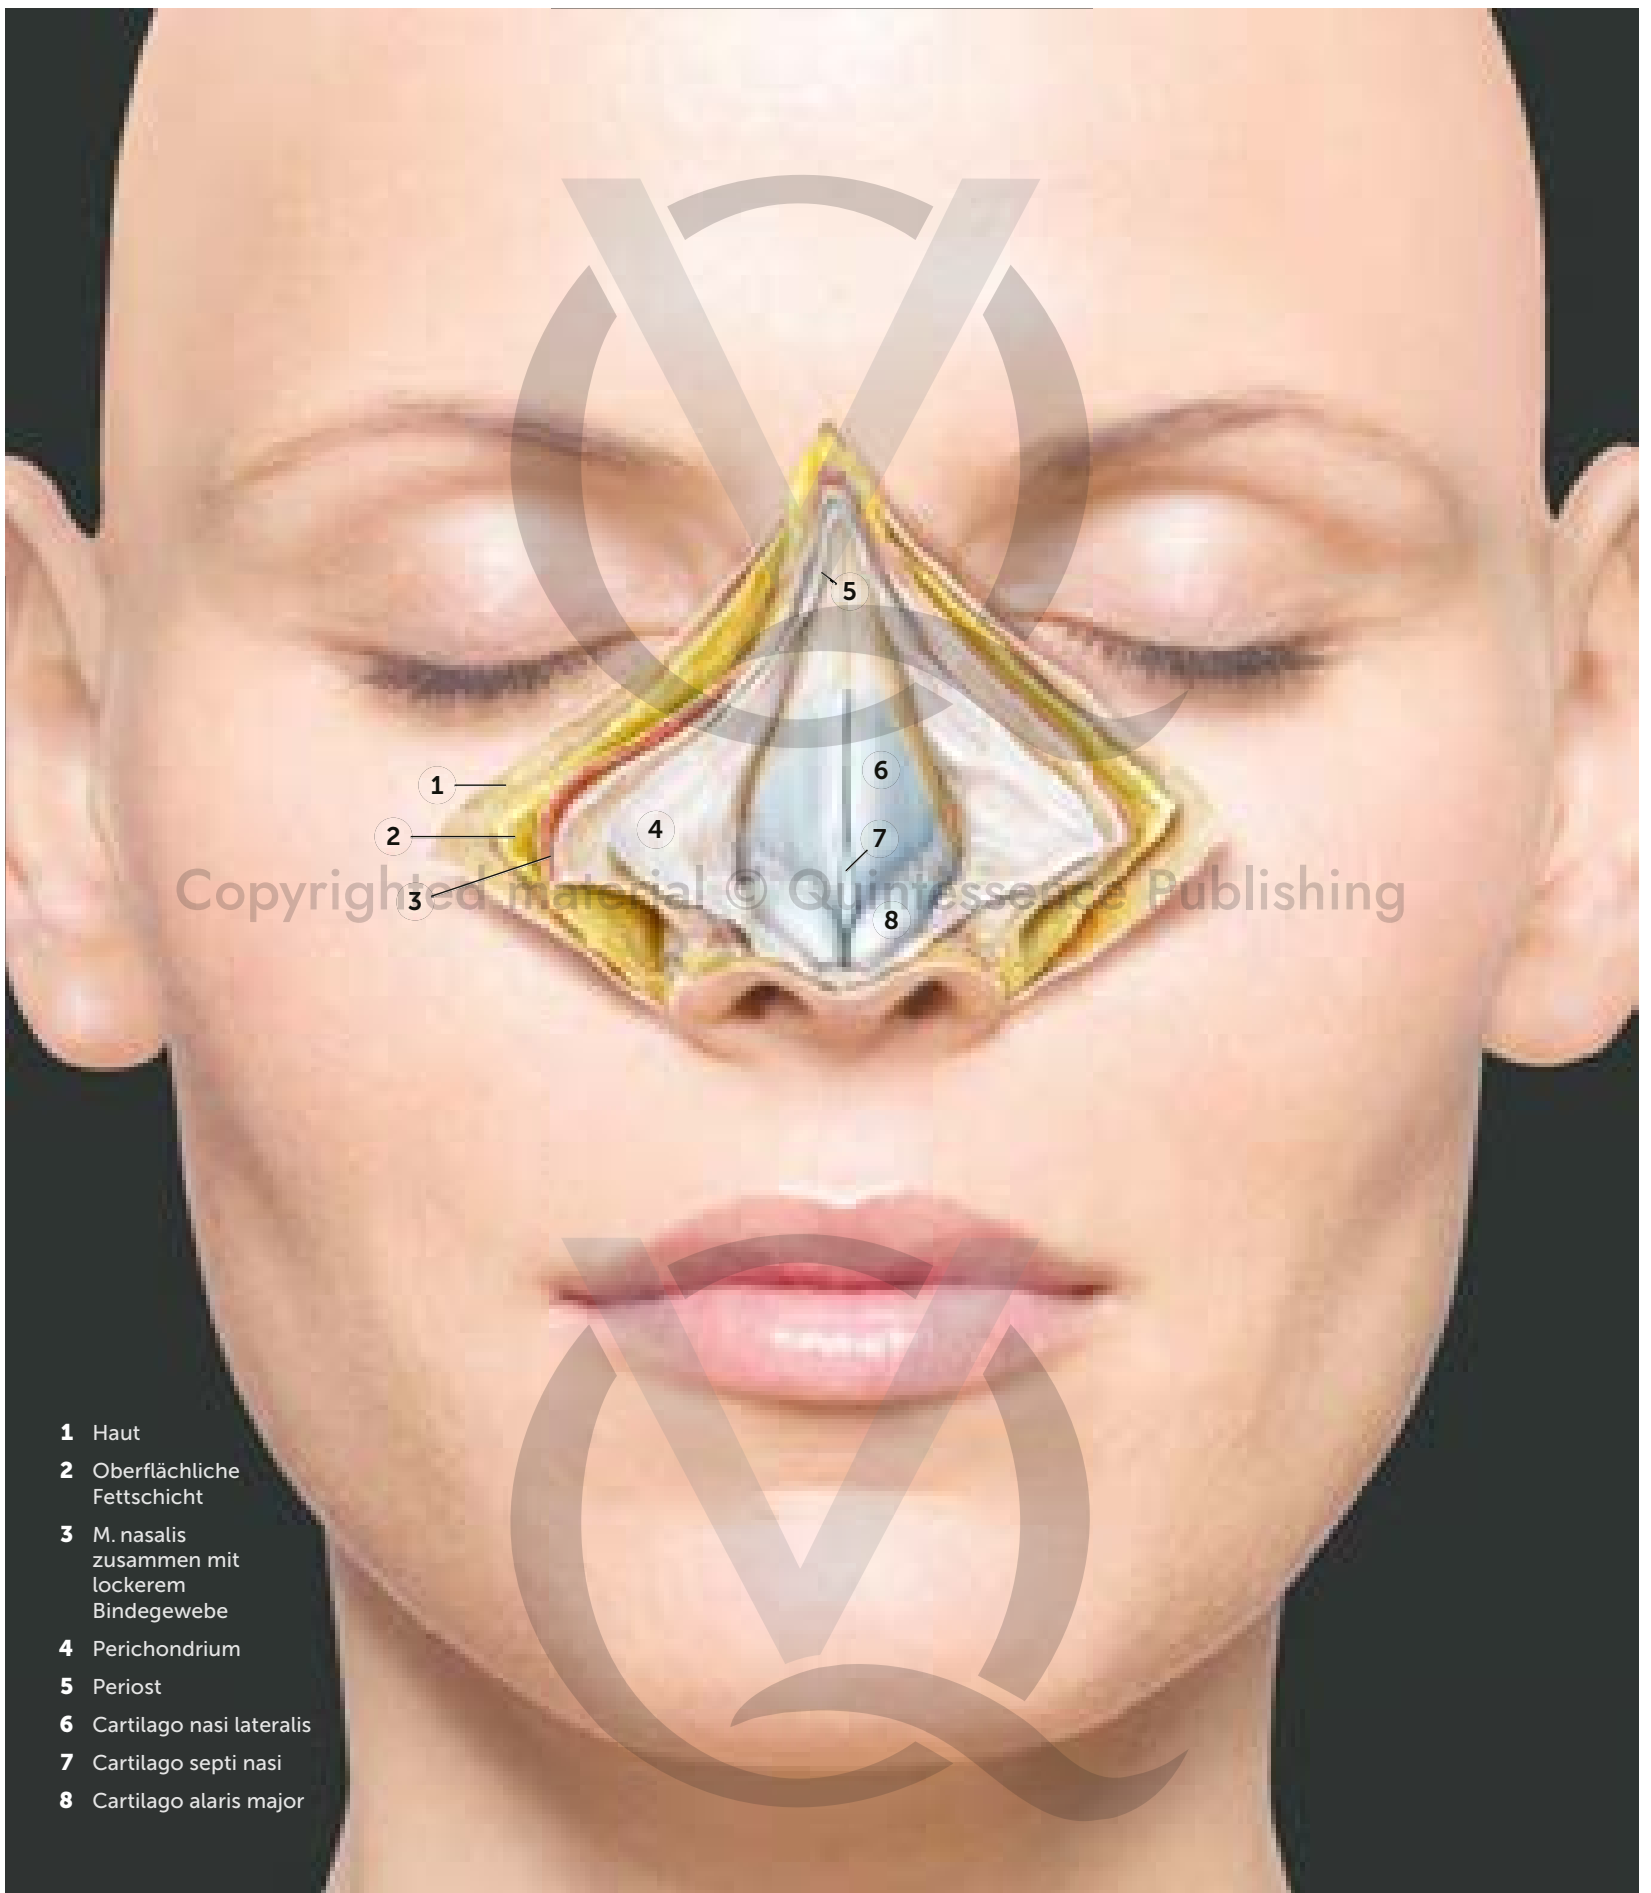 5
6
1
4
7
2
3
8
Copyrighted material © Quintessence Publishing
1 Haut
2 Oberflächliche
Fettschicht
3 M. nasalis
zusammen mit
lockerem
Bindegewebe
4 Perichondrium
5 Periost
6 Cartilago nasi lateralis
7 Cartilago septi nasi
8 Cartilago alaris major